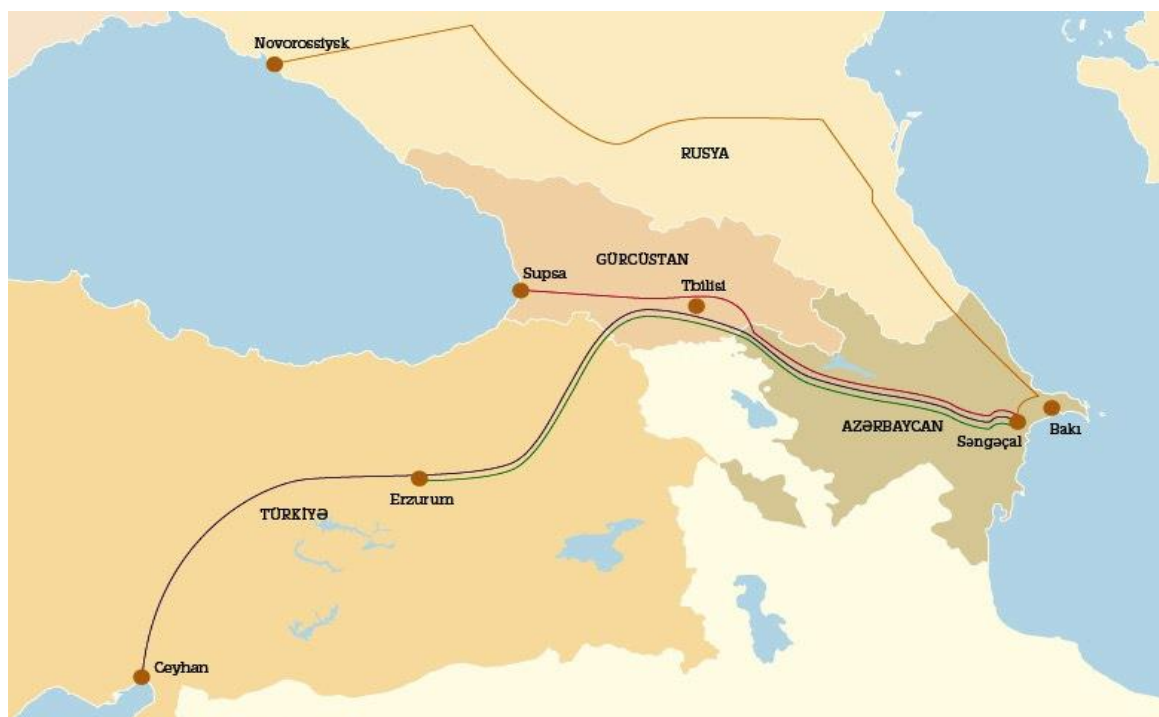 Novorossiysk
RUSYA
GÜRCÜSTAN
Supsa
Tbilisi
AZƏRBAYCAN
Bakı
Səngəçal
Erzurum
TÜRKİYƏ
Ceyhan